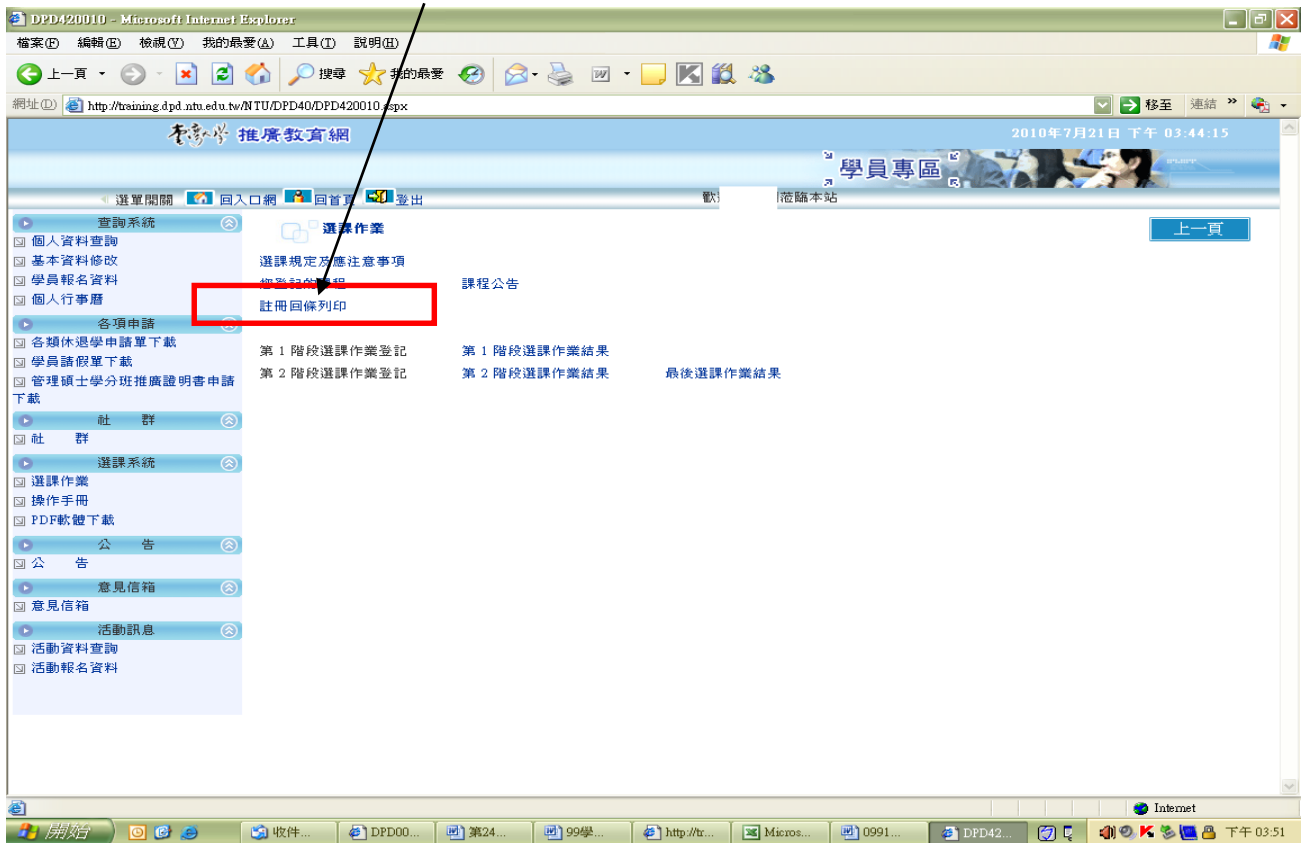 DPD420010 - Microsoft Internet Explorer
檔案(F) 編輯(E) 檢視(V) 我的最愛(A) 工具(T) 說明(H)
上一頁 搜尋 我的最愛
網址(D) http://training.dpd.ntu.edu.tw/NTU/DPD40/DPD420010.aspx 移至 連結 »
推廣教育網 2010年7月21日 下午 03:44:15
學員專區
選單開關 回入口網 回首頁 登出 歡 蒞臨本站
查詢系統
個人資料查詢
基本資料修改
學員報名資料
個人行事曆
各項申請
各類休退學申請單下載
學員請假單下載
管理碩士學分班推廣證明書申請
下載
社 群
社 群
選課系統
選課作業
操作手冊
PDF軟體下載
公 告
公 告
意見信箱
意見信箱
活動訊息
活動資料查詢
活動報名資料
選課作業 上一頁
選課規定及應注意事項
您登記的課程 課程公告
註冊回條列印
第 1 階段選課作業登記 第 1 階段選課作業結果
第 2 階段選課作業登記 第 2 階段選課作業結果 最後選課作業結果
Internet
開始 收件... DPD00... 第24... 99學... http://tr... Micros... 0991... DPD42... 下午 03:51